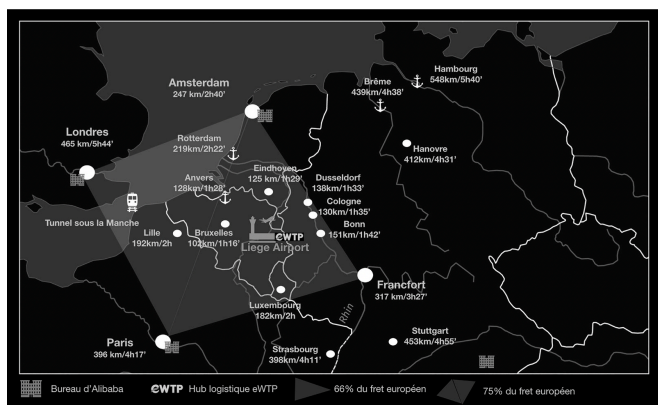 Hambourg
548km/5h40'
Brême
439km/4h38'
Amsterdam
247 km/2h40'
Londres
465 km/5h44'
Rotterdam
219km/2h22'
Hanovre
412km/4h31'
Anvers
128km/1h28'
Eindhoven
125 km/1h29'
Dusseldorf
138km/1h33'
Cologne
130km/1h35'
Bonn
151km/1h42'
Tunnel sous la Manche
Lille
192km/2h
Bruxelles
102km/1h16'
eWTP
Liege Airport
Francfort
317 km/3h27'
Luxembourg
182km/2h
Rhin
Paris
396 km/4h17'
Strasbourg
398km/4h11'
Stuttgart
453km/4h55'
Bureau d'Alibaba
eWTP Hub logistique eWTP
66% du fret européen
75% du fret européen